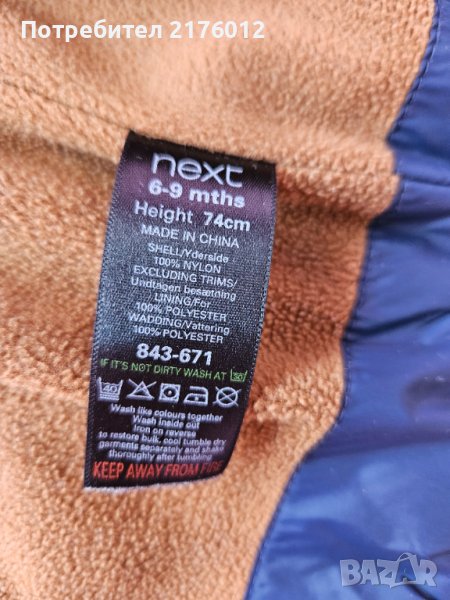 Потребител 2176012
next
6-9 mths
Height 74cm
MADE IN CHINA
SHELL/Yderside
100% NYLON
EXCLUDING TRIMS/
Undtagen besætning
LINING/For
100% POLYESTER
WADDING/Vattering
100% POLYESTER
843-671
IF IT'S NOT DIRTY WASH AT 30
40
Wash like colours together
Wash inside out
Iron on reverse
to restore bulk, cool tumble dry
garments separately and shake
thoroughly after tumbling
KEEP AWAY FROM FIRE
BAZAR